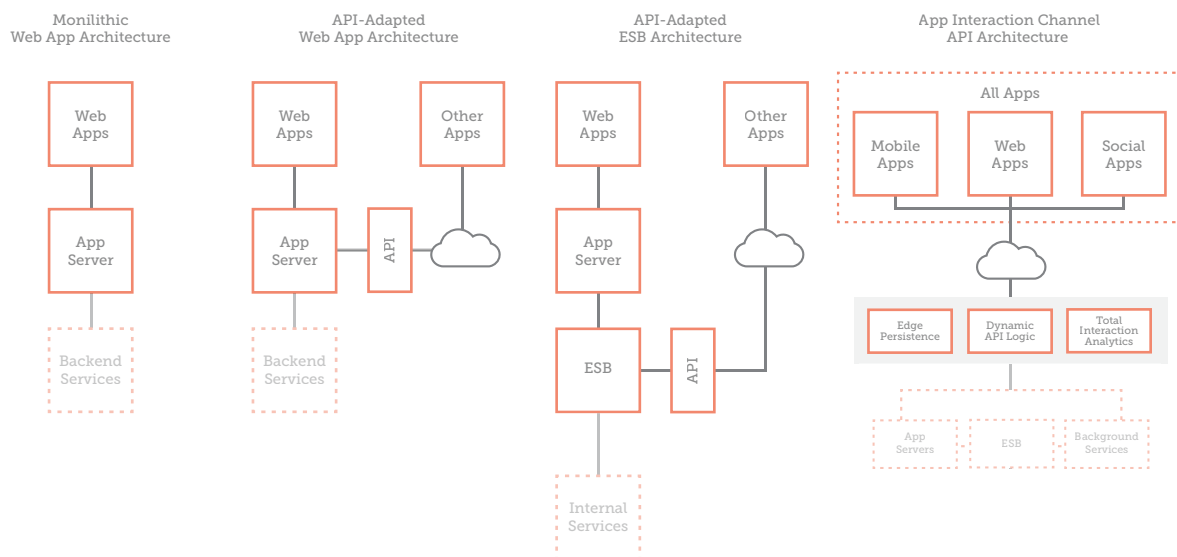 Monilithic
Web App Architecture
Web
Apps
App
Server
Backend
Services
API-Adapted
Web App Architecture
Web
Apps
Other
Apps
App
Server
API
Backend
Services
API-Adapted
ESB Architecture
Web
Apps
Other
Apps
App
Server
ESB
API
Internal
Services
App Interaction Channel
API Architecture
All Apps
Mobile
Apps
Web
Apps
Social
Apps
Edge
Persistence
Dynamic
API Logic
Total
Interaction
Analytics
App
Servers
ESB
Background
Services